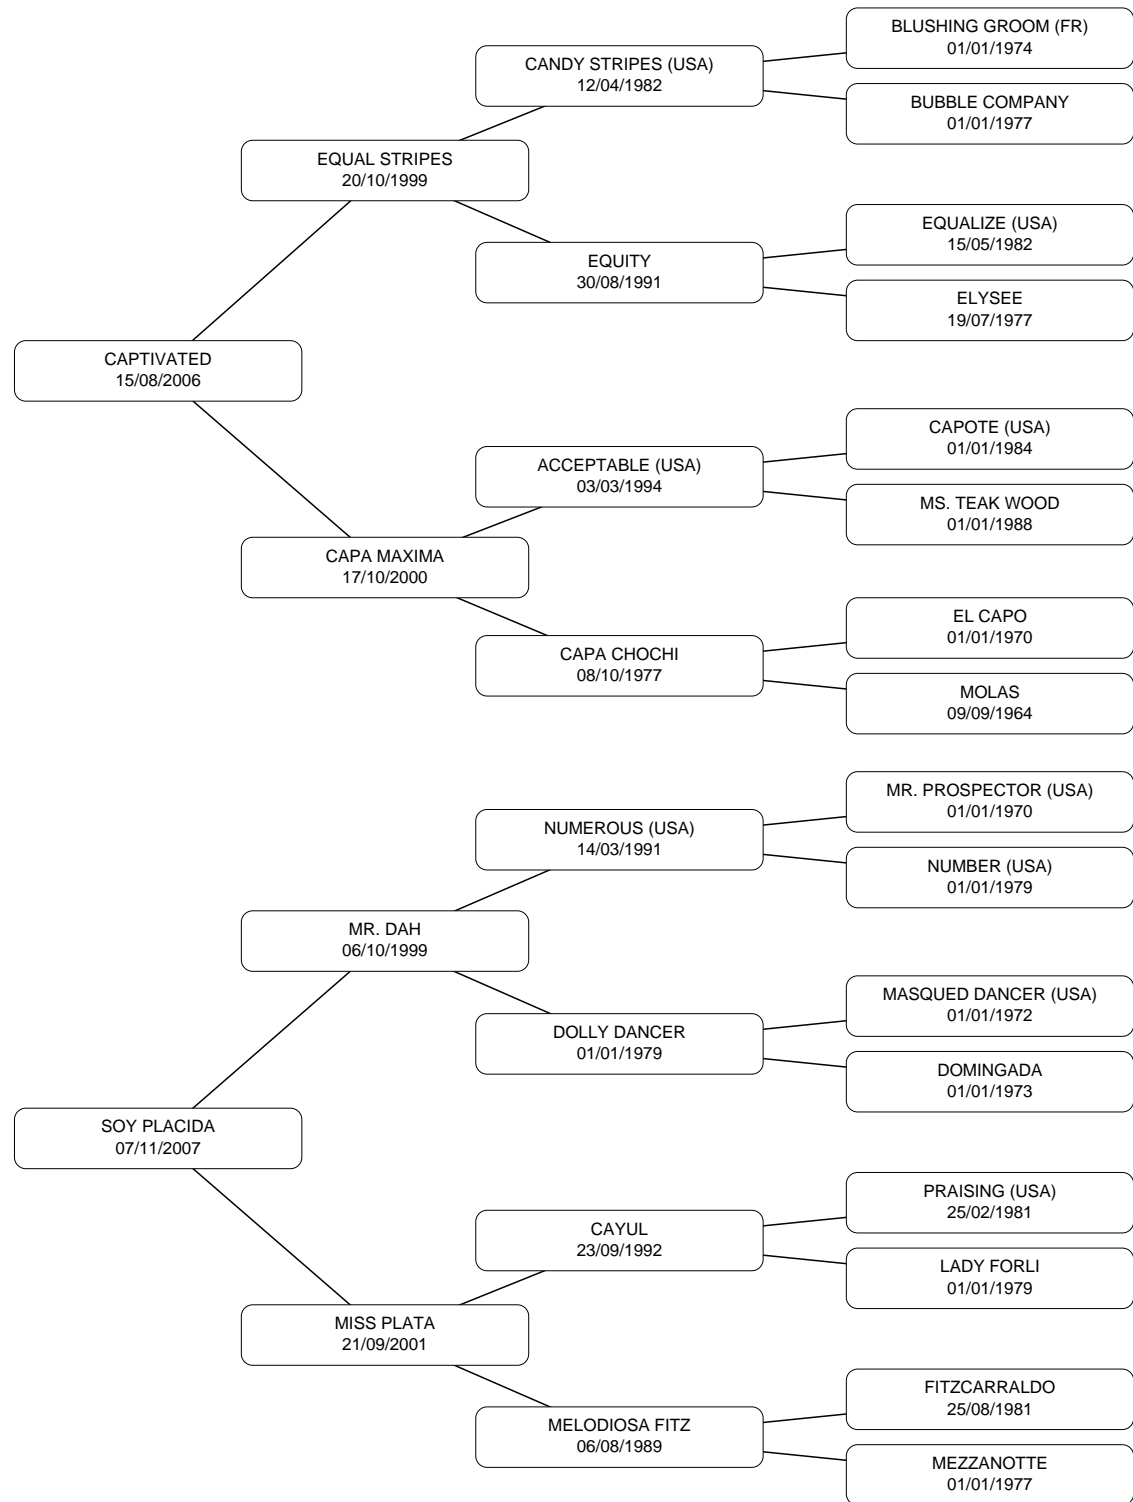 BLUSHING GROOM (FR)
01/01/1974
CANDY STRIPES (USA)
12/04/1982
BUBBLE COMPANY
01/01/1977
EQUAL STRIPES
20/10/1999
EQUALIZE (USA)
15/05/1982
EQUITY
30/08/1991
ELYSEE
19/07/1977
CAPTIVATED
15/08/2006
CAPOTE (USA)
01/01/1984
ACCEPTABLE (USA)
03/03/1994
MS. TEAK WOOD
01/01/1988
CAPA MAXIMA
17/10/2000
EL CAPO
01/01/1970
CAPA CHOCHI
08/10/1977
MOLAS
09/09/1964
MR. PROSPECTOR (USA)
01/01/1970
NUMEROUS (USA)
14/03/1991
NUMBER (USA)
01/01/1979
MR. DAH
06/10/1999
MASQUED DANCER (USA)
01/01/1972
DOLLY DANCER
01/01/1979
DOMINGADA
01/01/1973
SOY PLACIDA
07/11/2007
PRAISING (USA)
25/02/1981
CAYUL
23/09/1992
LADY FORLI
01/01/1979
MISS PLATA
21/09/2001
FITZCARRALDO
25/08/1981
MELODIOSA FITZ
06/08/1989
MEZZANOTTE
01/01/1977